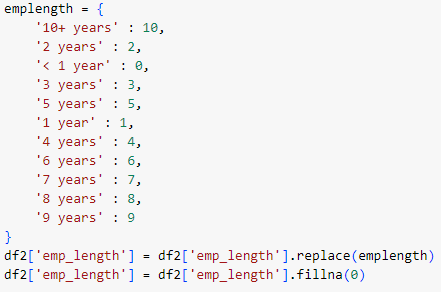 emplength = {
    '10+ years' : 10,
    '2 years' : 2,
    '< 1 year' : 0,
    '3 years' : 3,
    '5 years' : 5,
    '1 year' : 1,
    '4 years' : 4,
    '6 years' : 6,
    '7 years' : 7,
    '8 years' : 8,
    '9 years' : 9
}
df2['emp_length'] = df2['emp_length'].replace(emplength)
df2['emp_length'] = df2['emp_length'].fillna(0)